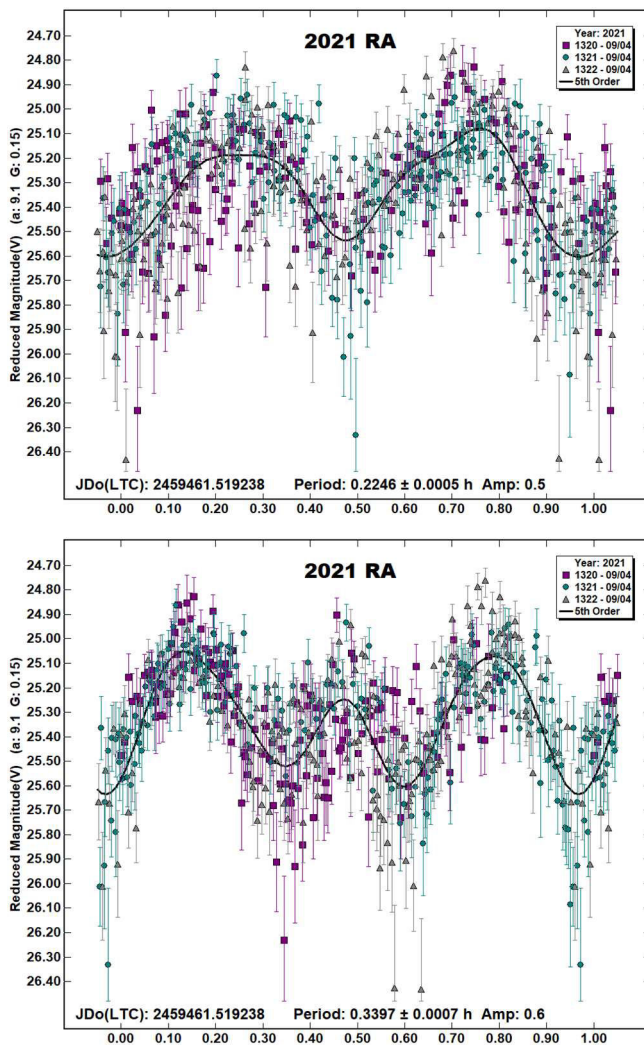 2021 RA
Year: 2021
1320 - 09/04
1321 - 09/04
1322 - 09/04
5th Order
Reduced Magnitude(V) (a: 9.1 G: 0.15)
24.70
24.80
24.90
25.00
25.10
25.20
25.30
25.40
25.50
25.60
25.70
25.80
25.90
26.00
26.10
26.20
26.30
26.40
JDo(LTC): 2459461.519238 Period: 0.2246 ± 0.0005 h Amp: 0.5
0.00 0.10 0.20 0.30 0.40 0.50 0.60 0.70 0.80 0.90 1.00
2021 RA
Year: 2021
1320 - 09/04
1321 - 09/04
1322 - 09/04
5th Order
Reduced Magnitude(V) (a: 9.1 G: 0.15)
24.70
24.80
24.90
25.00
25.10
25.20
25.30
25.40
25.50
25.60
25.70
25.80
25.90
26.00
26.10
26.20
26.30
26.40
JDo(LTC): 2459461.519238 Period: 0.3397 ± 0.0007 h Amp: 0.6
0.00 0.10 0.20 0.30 0.40 0.50 0.60 0.70 0.80 0.90 1.00